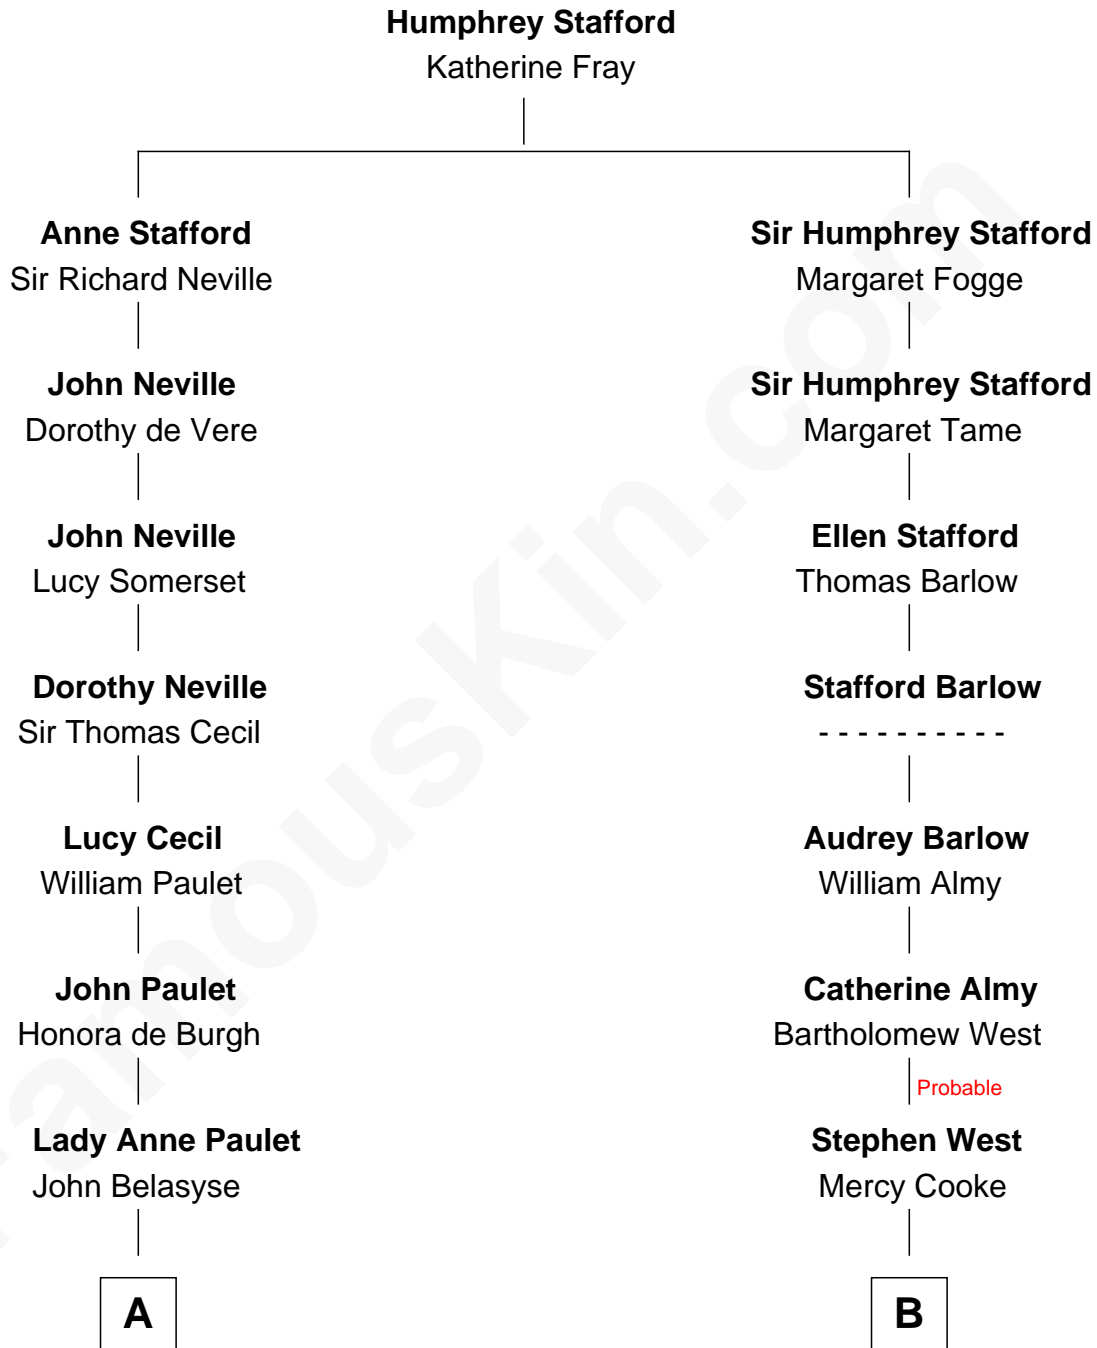 Humphrey Stafford
Katherine Fray
Anne Stafford
Sir Richard Neville
John Neville
Dorothy de Vere
John Neville
Lucy Somerset
Dorothy Neville
Sir Thomas Cecil
Lucy Cecil
William Paulet
John Paulet
Honora de Burgh
Lady Anne Paulet
John Belasyse
A
Sir Humphrey Stafford
Margaret Fogge
Sir Humphrey Stafford
Margaret Tame
Ellen Stafford
Thomas Barlow
Stafford Barlow
- - - - - - - - - -
Audrey Barlow
William Almy
Catherine Almy
Bartholomew West
Probable
Stephen West
Mercy Cooke
B
FamousKin.com